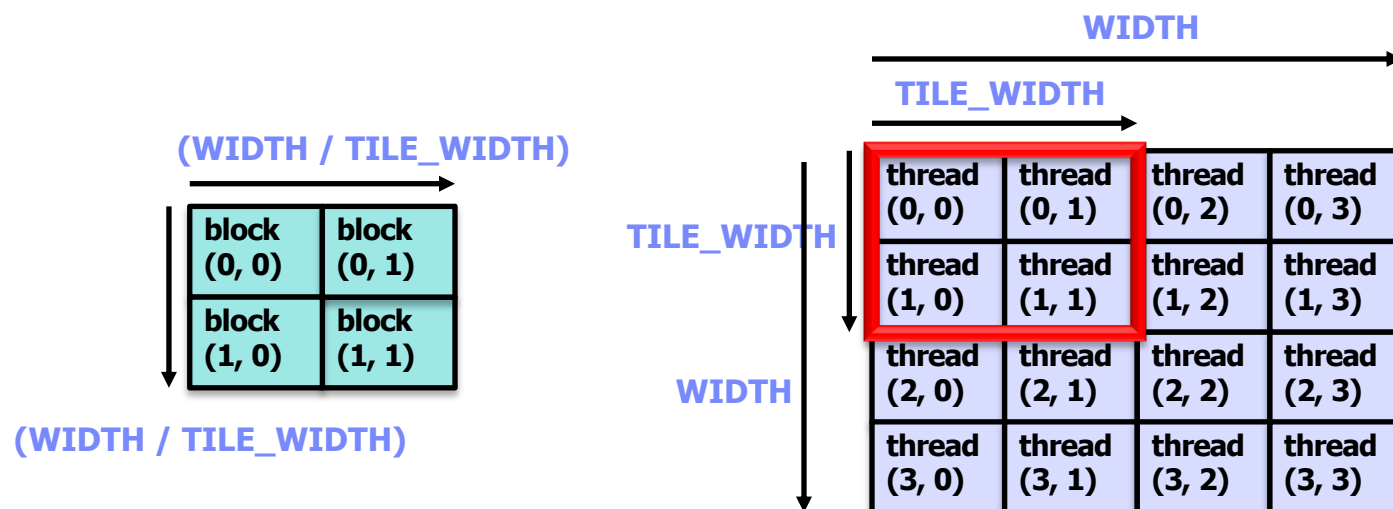 WIDTH
TILE_WIDTH
(WIDTH / TILE_WIDTH)
block
(0, 0)
block
(0, 1)
block
(1, 0)
block
(1, 1)
(WIDTH / TILE_WIDTH)
TILE_WIDTH
WIDTH
thread
(0, 0)
thread
(0, 1)
thread
(0, 2)
thread
(0, 3)
thread
(1, 0)
thread
(1, 1)
thread
(1, 2)
thread
(1, 3)
thread
(2, 0)
thread
(2, 1)
thread
(2, 2)
thread
(2, 3)
thread
(3, 0)
thread
(3, 1)
thread
(3, 2)
thread
(3, 3)